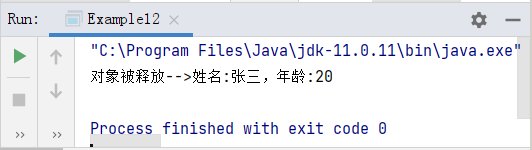 Run: Example12
"C:\Program Files\Java\jdk-11.0.11\bin\java.exe"
对象被释放-->姓名:张三，年龄:20
Process finished with exit code 0